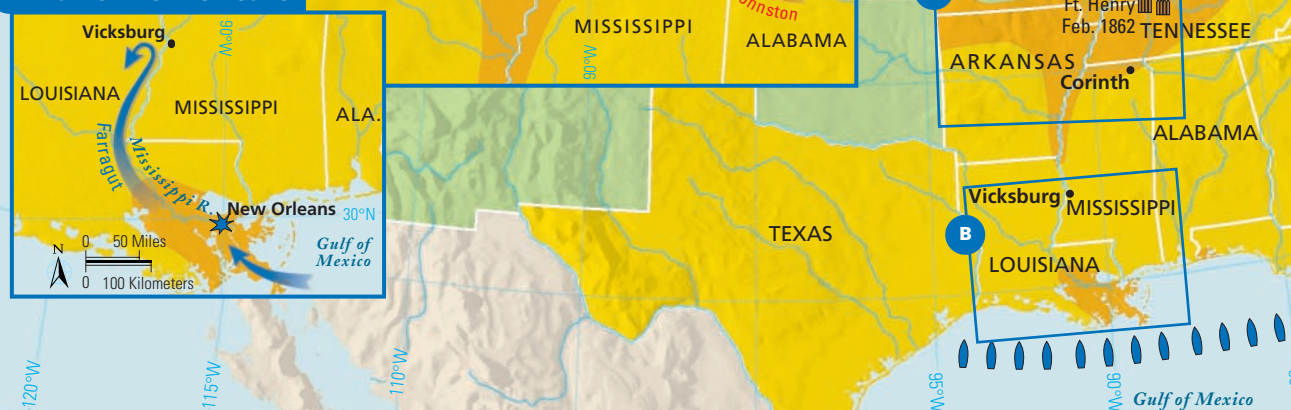 Vicksburg
90°W
LOUISIANA
MISSISSIPPI
ALA.
Farragut
Mississippi R.
New Orleans
30°N
Gulf of
Mexico
N
0 50 Miles
0 100 Kilometers
MISSISSIPPI
90°W
Johnston
ALABAMA
Ft. Henry
Feb. 1862
TENNESSEE
ARKANSAS
Corinth
ALABAMA
Vicksburg
MISSISSIPPI
B
LOUISIANA
TEXAS
120°W
115°W
110°W
95°W
90°W
Gulf of Mexico